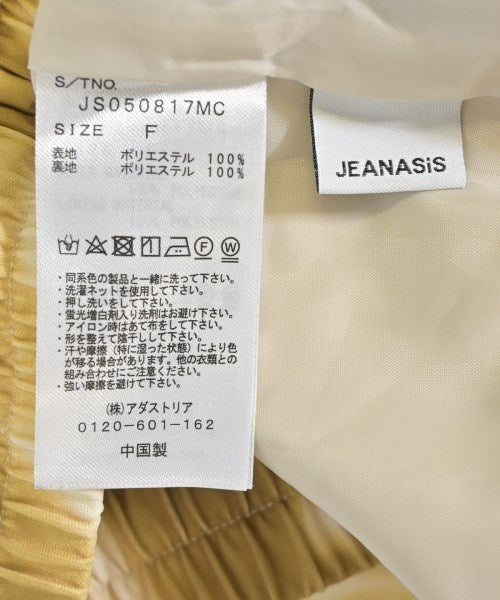 S/TNO.
JS050817MC
SIZE F
表地 ポリエステル 100%
裏地 ポリエステル 100%
・同系色の製品と一緒に洗って下さい。
・洗濯ネットを使用して下さい。
・押し洗いをして下さい。
・蛍光増白剤入り洗剤はお避け下さい。
・アイロン時はあて布をして下さい。
・形を整えて陰干しして下さい。
・汗や摩擦（特に湿った状態）により色
が移る場合があります。他の衣類との
組み合わせにご注意下さい。
・強い摩擦を避けて下さい。
(株)アダストリア
0120-601-162
中国製
JEANASiS